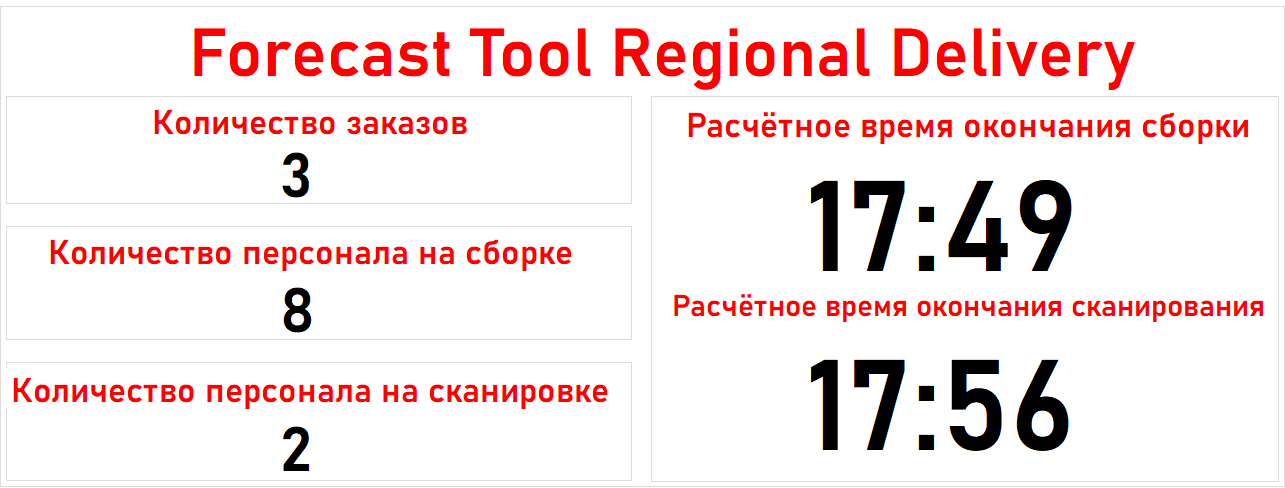 Forecast Tool Regional Delivery
Количество заказов
3
Количество персонала на сборке
8
Количество персонала на сканировке
2
Расчётное время окончания сборки
17:49
Расчётное время окончания сканирования
17:56